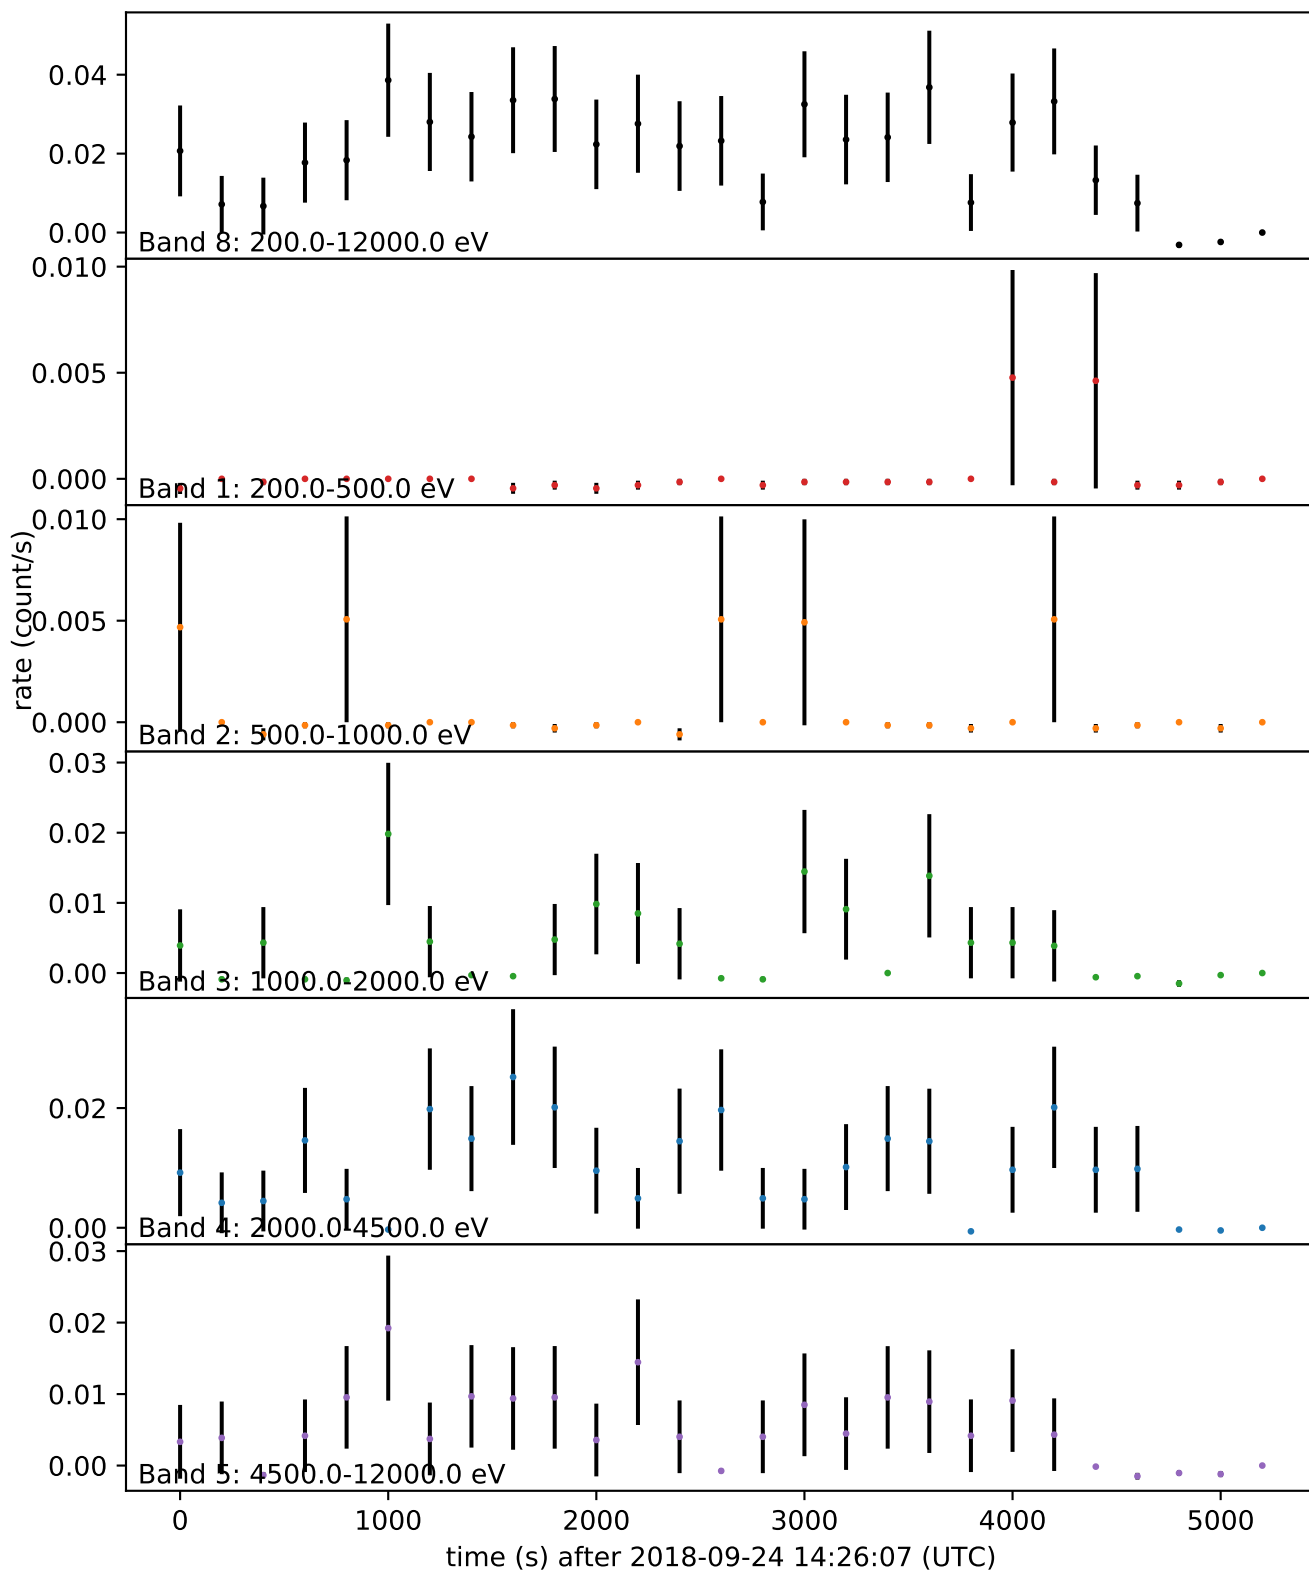 0.04
0.02
0.00
Band 8: 200.0-12000.0 eV
0.010
0.005
0.000
Band 1: 200.0-500.0 eV
0.010
0.005
0.000
Band 2: 500.0-1000.0 eV
rate (count/s)
0.03
0.02
0.01
0.00
Band 3: 1000.0-2000.0 eV
0.02
0.00
Band 4: 2000.0-4500.0 eV
0.03
0.02
0.01
0.00
Band 5: 4500.0-12000.0 eV
0 1000 2000 3000 4000 5000
time (s) after 2018-09-24 14:26:07 (UTC)